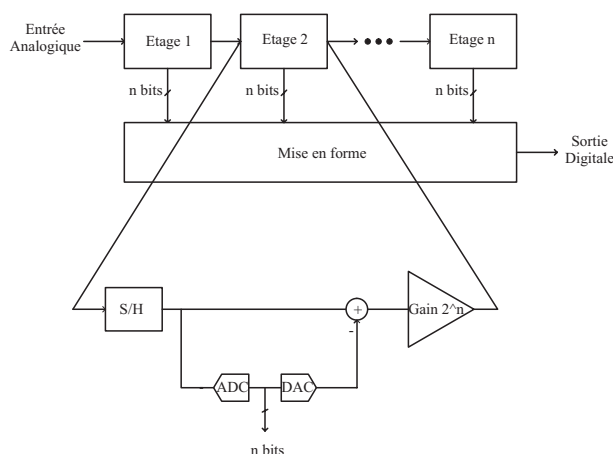 Entrée
Analogique
Etage 1
Etage 2
Etage n
n bits
n bits
n bits
Mise en forme
Sortie
Digitale
S/H
+
-
Gain 2^n
ADC
DAC
n bits